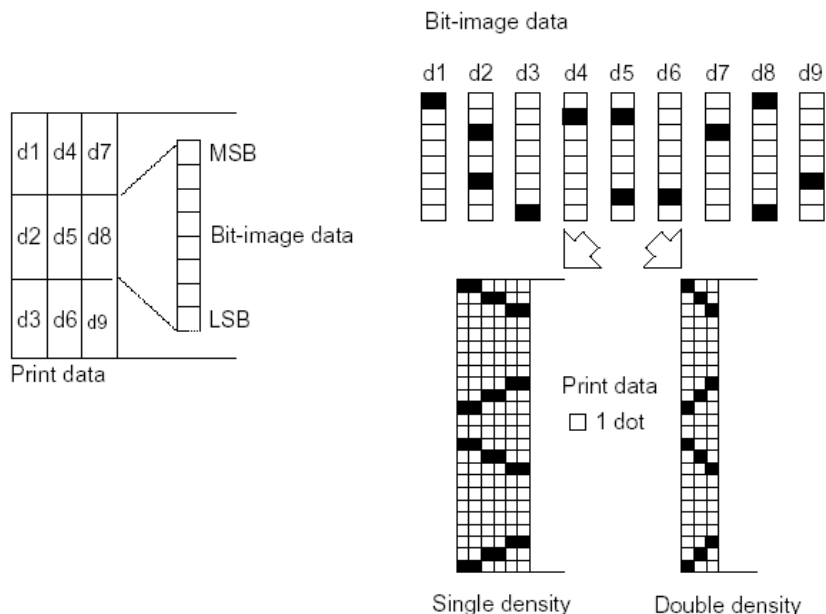 Bit-image data
d1 d2 d3 d4 d5 d6 d7 d8 d9
d1 d4 d7
d2 d5 d8
d3 d6 d9
MSB
Bit-image data
LSB
Print data
Print data
1 dot
Single density
Double density